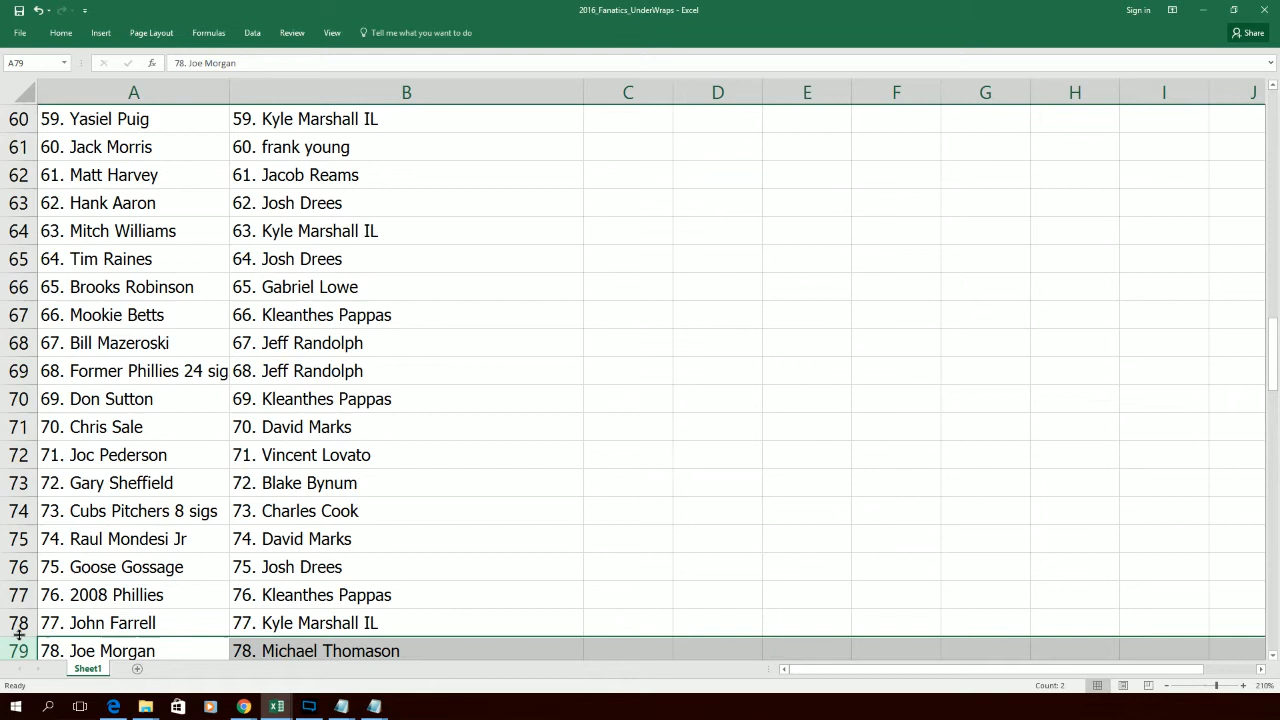 2016_Fanatics_UnderWraps - Excel
Sign in
File Home Insert Page Layout Formulas Data Review View Tell me what you want to do
Share
A79 fx 78. Joe Morgan
A B C D E F G H I J
60 59. Yasiel Puig 59. Kyle Marshall IL
61 60. Jack Morris 60. frank young
62 61. Matt Harvey 61. Jacob Reams
63 62. Hank Aaron 62. Josh Drees
64 63. Mitch Williams 63. Kyle Marshall IL
65 64. Tim Raines 64. Josh Drees
66 65. Brooks Robinson 65. Gabriel Lowe
67 66. Mookie Betts 66. Kleanthes Pappas
68 67. Bill Mazeroski 67. Jeff Randolph
69 68. Former Phillies 24 sig 68. Jeff Randolph
70 69. Don Sutton 69. Kleanthes Pappas
71 70. Chris Sale 70. David Marks
72 71. Joc Pederson 71. Vincent Lovato
73 72. Gary Sheffield 72. Blake Bynum
74 73. Cubs Pitchers 8 sigs 73. Charles Cook
75 74. Raul Mondesi Jr 74. David Marks
76 75. Goose Gossage 75. Josh Drees
77 76. 2008 Phillies 76. Kleanthes Pappas
78 77. John Farrell 77. Kyle Marshall IL
79 78. Joe Morgan 78. Michael Thomason
Sheet1
Ready Count: 2 210%